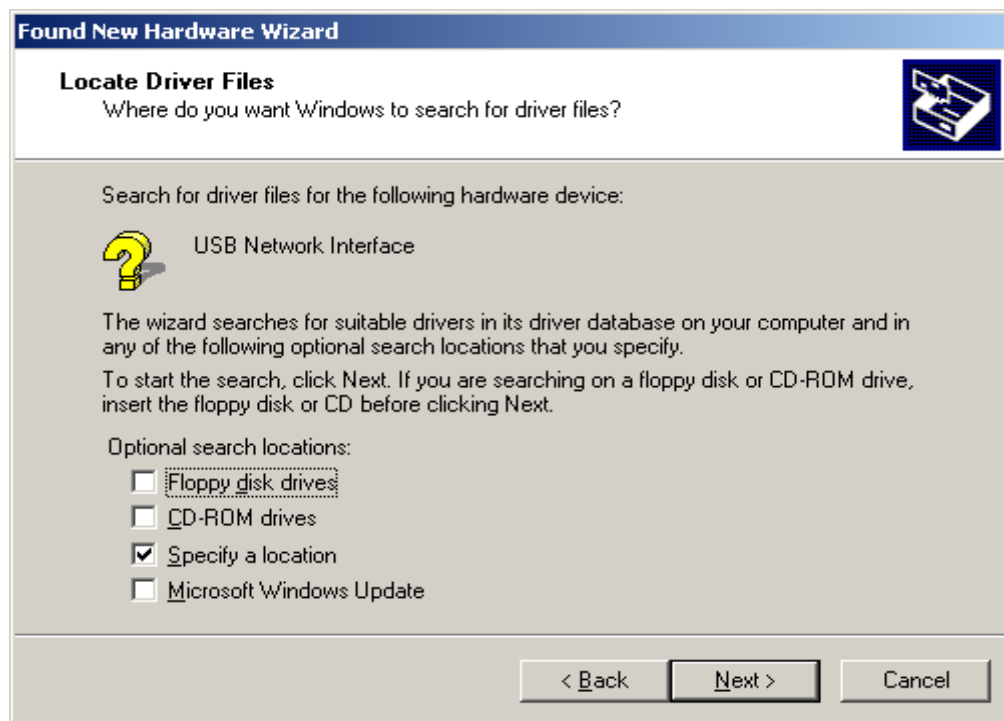 Found New Hardware Wizard
Locate Driver Files
Where do you want Windows to search for driver files?
Search for driver files for the following hardware device:
USB Network Interface
The wizard searches for suitable drivers in its driver database on your computer and in
any of the following optional search locations that you specify.
To start the search, click Next. If you are searching on a floppy disk or CD-ROM drive,
insert the floppy disk or CD before clicking Next.
Optional search locations:
Floppy disk drives
CD-ROM drives
Specify a location
Microsoft Windows Update
< Back Next > Cancel